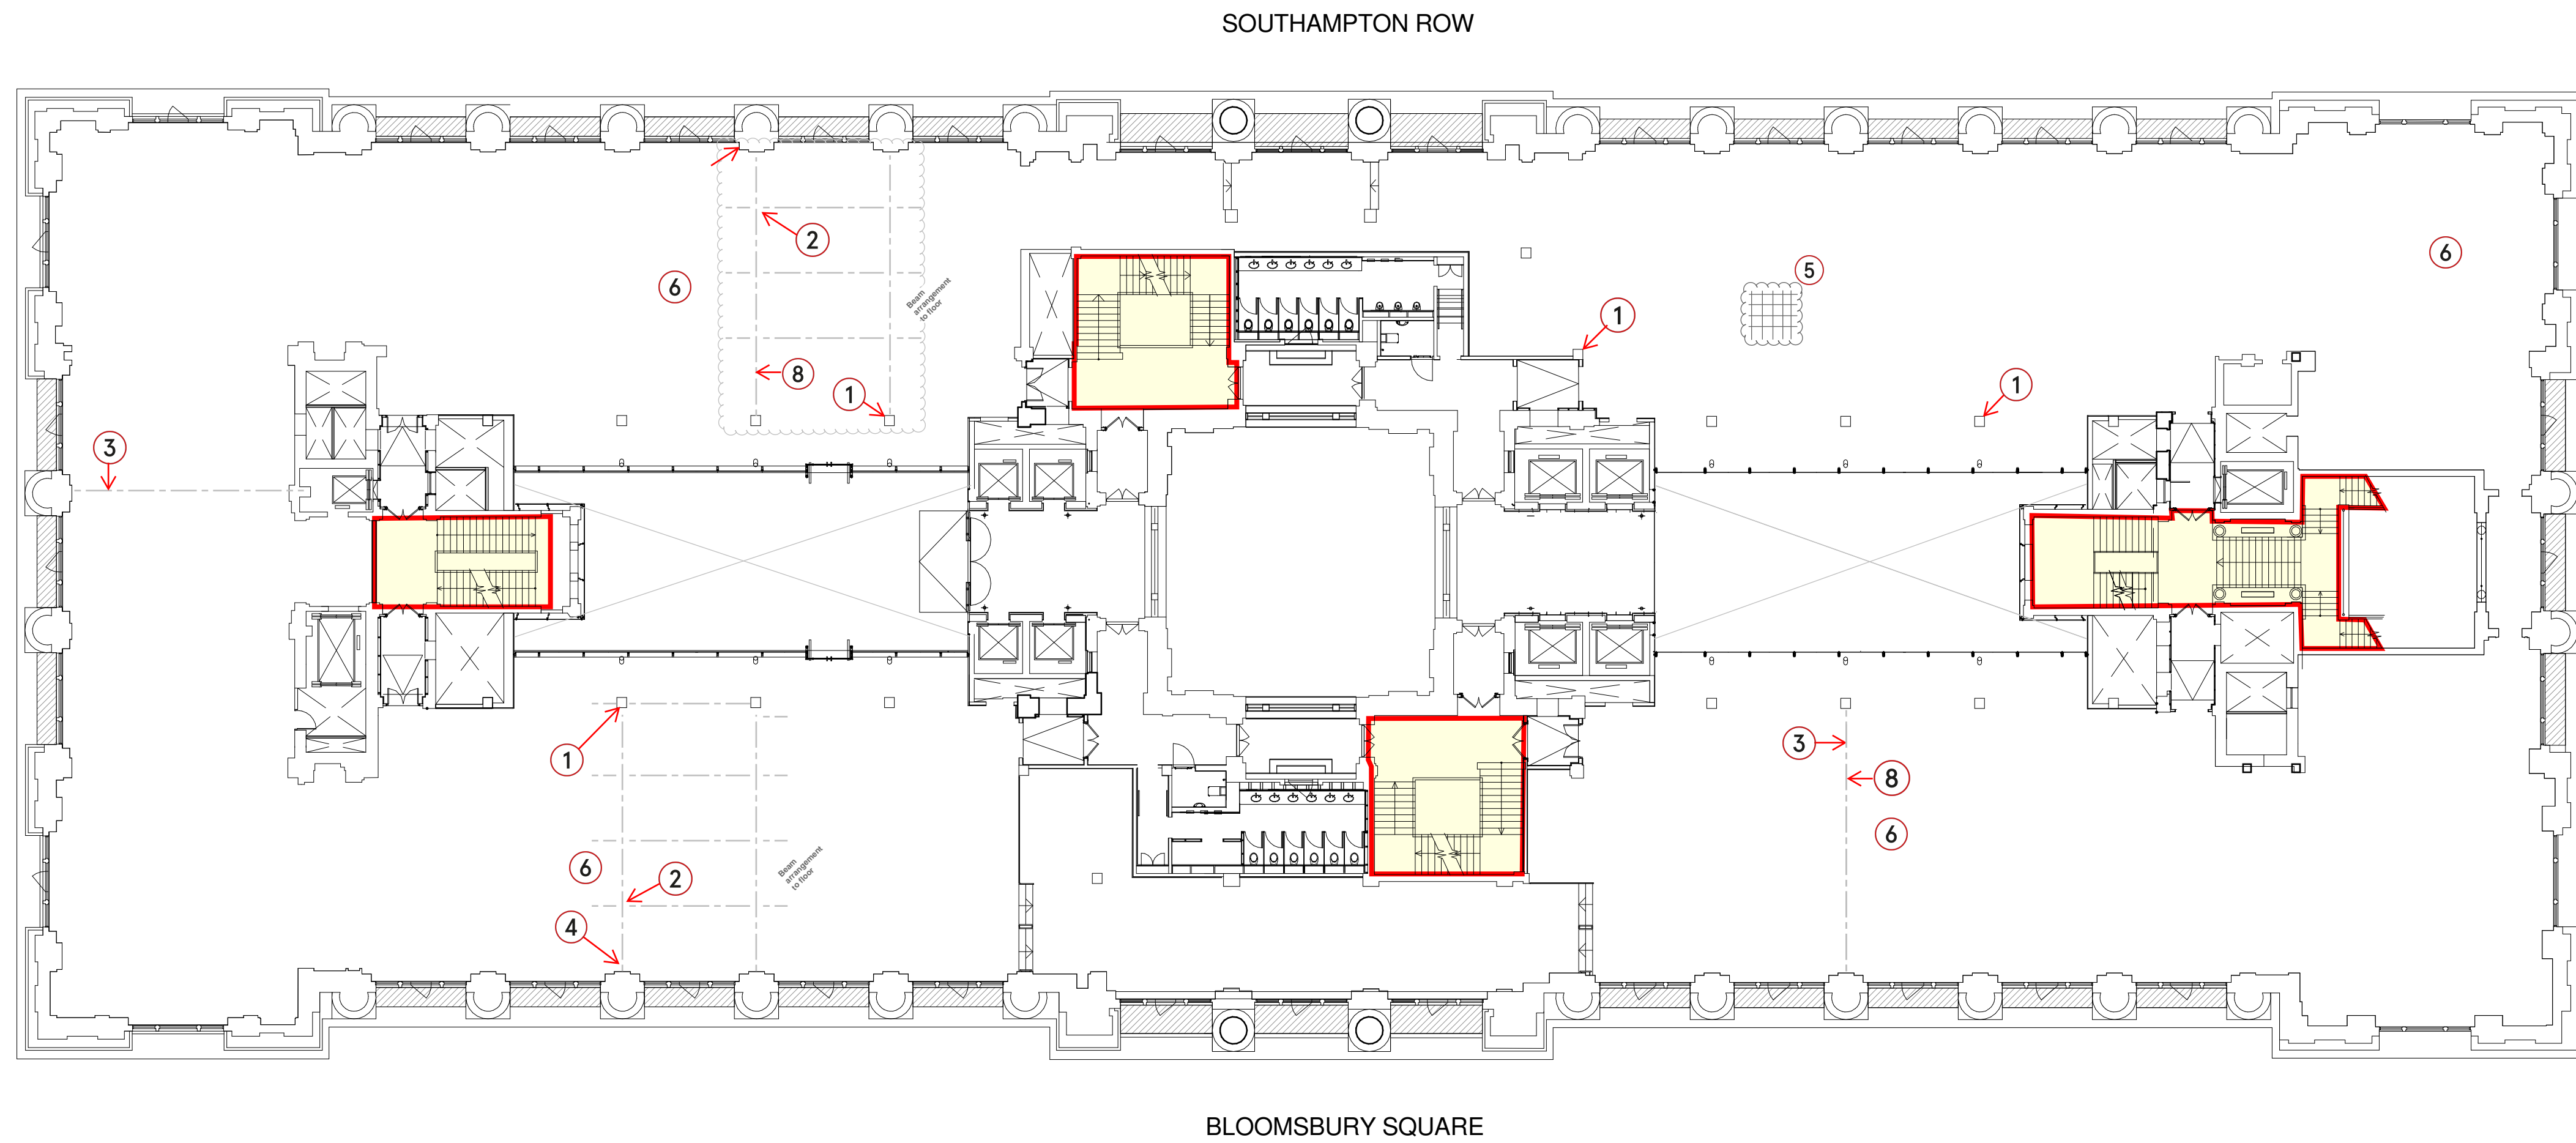 SOUTHAMPTON ROW
2
6
6
5
Beam
arrangement
to floor
1
8
1
1
3
3
1
8
6
Beam
arrangement
to floor
6
2
4
BLOOMSBURY SQUARE